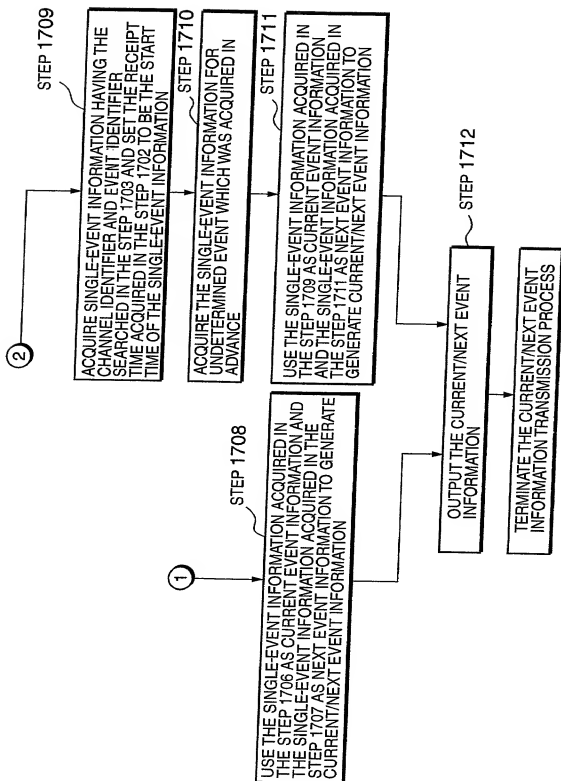 2
STEP 1709
ACQUIRE SINGLE-EVENT INFORMATION HAVING THE
CHANNEL IDENTIFIER AND EVENT IDENTIFIER
SEARCHED IN THE STEP 1703 AND SET THE RECEIPT
TIME ACQUIRED IN THE STEP 1702 TO BE THE START
TIME OF THE SINGLE-EVENT INFORMATION
STEP 1710
ACQUIRE THE SINGLE-EVENT INFORMATION FOR
UNDETERMINED EVENT WHICH WAS ACQUIRED IN
ADVANCE
STEP 1711
USE THE SINGLE-EVENT INFORMATION ACQUIRED IN
THE STEP 1709 AS CURRENT EVENT INFORMATION
AND THE SINGLE-EVENT INFORMATION ACQUIRED IN
THE STEP 1711 AS NEXT EVENT INFORMATION TO
GENERATE CURRENT/NEXT EVENT INFORMATION
1
STEP 1708
USE THE SINGLE-EVENT INFORMATION ACQUIRED IN
THE STEP 1706 AS CURRENT EVENT INFORMATION AND
THE SINGLE-EVENT INFORMATION ACQUIRED IN THE
STEP 1707 AS NEXT EVENT INFORMATION TO GENERATE
CURRENT/NEXT EVENT INFORMATION
STEP 1712
OUTPUT THE CURRENT/NEXT EVENT
INFORMATION
TERMINATE THE CURRENT/NEXT EVENT
INFORMATION TRANSMISSION PROCESS